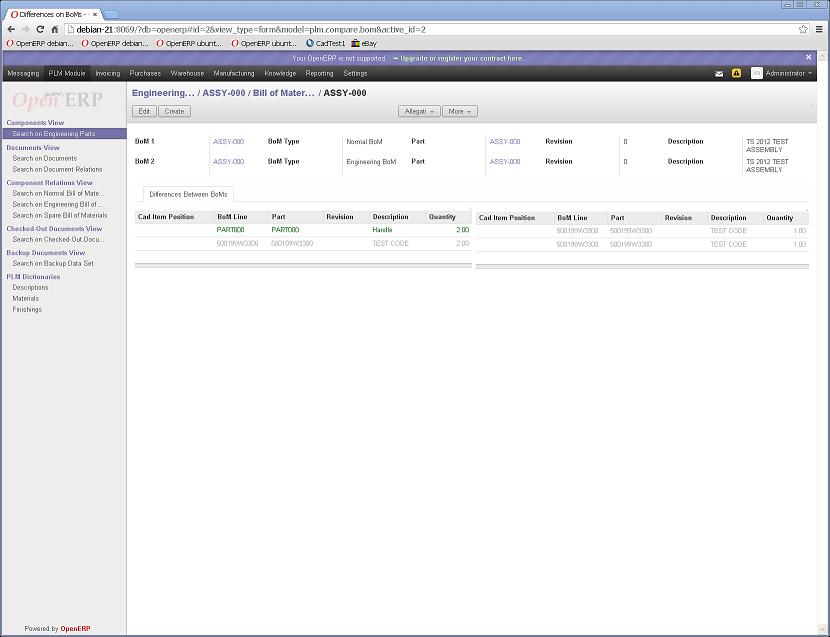 Differences on BoMs - ×
debian-21:8069/?db=openerp#id=2&view_type=form&model=plm.compare.bom&active_id=2
OpenERP debian... OpenERP debian... OpenERP ubunt... OpenERP ubunt... CadTest1 eBay
Your OpenERP is not supported. Upgrade or register your contract here.
Messaging PLM Module Invoicing Purchases Warehouse Manufacturing Knowledge Reporting Settings Administrator
Open ERP
Components View
Search on Engineering Parts
Documents View
Search on Documents
Search on Document Relations
Component Relations View
Search on Normal Bill of Mate...
Search on Engineering Bill of ...
Search on Spare Bill of Materials
Checked-Out Documents View
Search on Checked-Out Docu...
Backup Documents View
Search on Backup Data Set
PLM Dictionaries
Descriptions
Materials
Finishings
Powered by OpenERP
Engineering... / ASSY-000 / Bill of Mater... / ASSY-000
Edit Create Allegati More
BoM 1 ASSY-000 BoM Type Normal BoM Part ASSY-000 Revision 0 Description TS 2012 TEST
ASSEMBLY
BoM 2 ASSY-000 BoM Type Engineering BoM Part ASSY-000 Revision 0 Description TS 2012 TEST
ASSEMBLY
Differences Between BoMs
Cad Item Position BoM Line Part Revision Description Quantity
PART000 PART000 Handle 2.00
500199W3300 500199W3300 TEST CODE 2.00
Cad Item Position BoM Line Part Revision Description Quantity
500199W3300 500199W3300 TEST CODE 1.00
500199W3300 500199W3300 TEST CODE 1.00